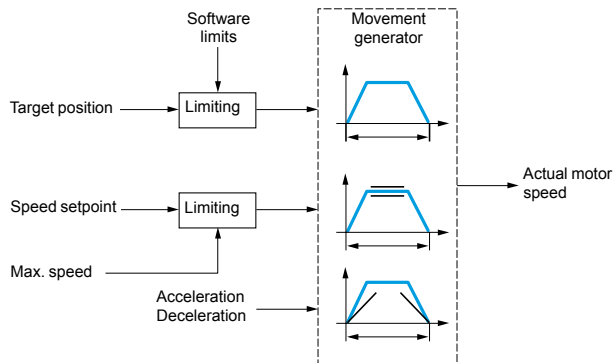 Software
limits
Movement
generator
Target position
Limiting
Actual motor
speed
Speed setpoint
Limiting
Max. speed
Acceleration
Deceleration